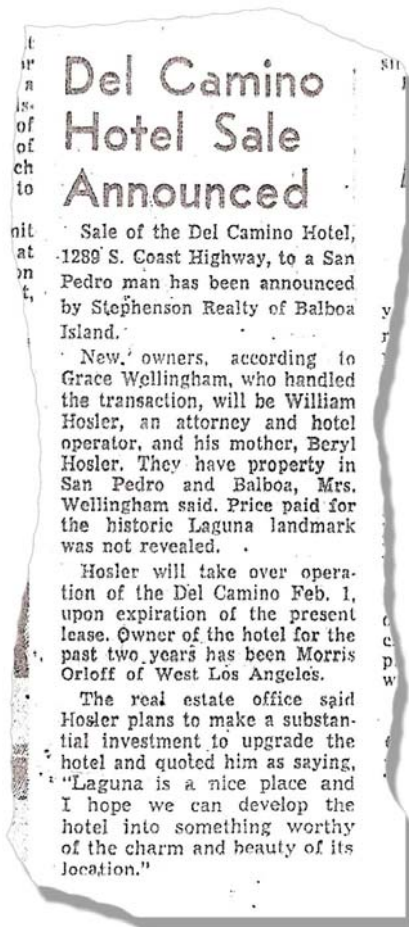 Del Camino
Hotel Sale
Announced
Sale of the Del Camino Hotel,
1289 S. Coast Highway, to a San
Pedro man has been announced
by Stephenson Realty of Balboa
Island.
New owners, according to
Grace Wellingham, who handled
the transaction, will be William
Hosler, an attorney and hotel
operator, and his mother, Beryl
Hosler. They have property in
San Pedro and Balboa, Mrs.
Wellingham said. Price paid for
the historic Laguna landmark
was not revealed.
Hosler will take over opera-
tion of the Del Camino Feb. 1,
upon expiration of the present
lease. Owner of the hotel for the
past two years has been Morris
Orloff of West Los Angeles.
The real estate office said
Hosler plans to make a substan-
tial investment to upgrade the
hotel and quoted him as saying,
"Laguna is a nice place and
I hope we can develop the
hotel into something worthy
of the charm and beauty of its
location."